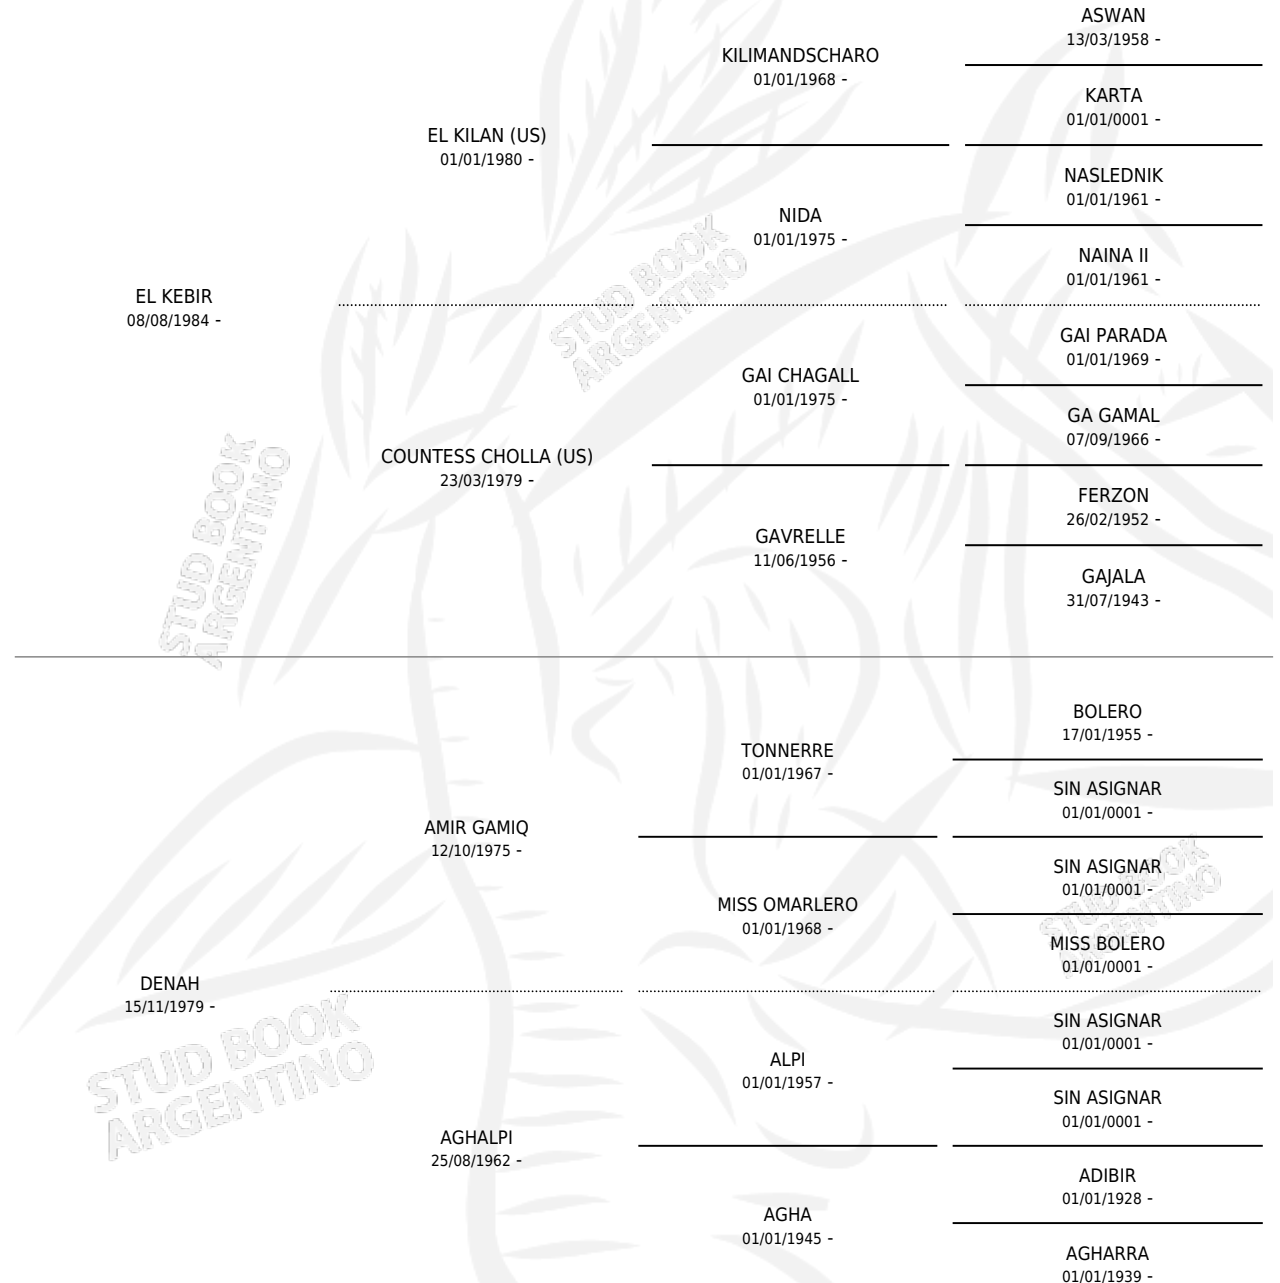 ASWAN
13/03/1958 -
KILIMANDSCHARO
01/01/1968 -
KARTA
01/01/0001 -
EL KILAN (US)
01/01/1980 -
NASLEDNIK
01/01/1961 -
NIDA
01/01/1975 -
NAINA II
01/01/1961 -
EL KEBIR
08/08/1984 -
GAI PARADA
01/01/1969 -
GAI CHAGALL
01/01/1975 -
GA GAMAL
07/09/1966 -
COUNTESS CHOLLA (US)
23/03/1979 -
FERZON
26/02/1952 -
GAVRELLE
11/06/1956 -
GAJALA
31/07/1943 -
STUD BOOK
ARGENTINO
STUD BOOK
ARGENTINO
BOLERO
17/01/1955 -
TONNERRE
01/01/1967 -
SIN ASIGNAR
01/01/0001 -
AMIR GAMIQ
12/10/1975 -
SIN ASIGNAR
01/01/0001 -
MISS OMARLERO
01/01/1968 -
MISS BOLERO
01/01/0001 -
DENAH
15/11/1979 -
SIN ASIGNAR
01/01/0001 -
ALPI
01/01/1957 -
SIN ASIGNAR
01/01/0001 -
AGHALPI
25/08/1962 -
ADIBIR
01/01/1928 -
AGHA
01/01/1945 -
AGHARRA
01/01/1939 -
STUD BOOK
ARGENTINO
STUD BOOK
ARGENTINO